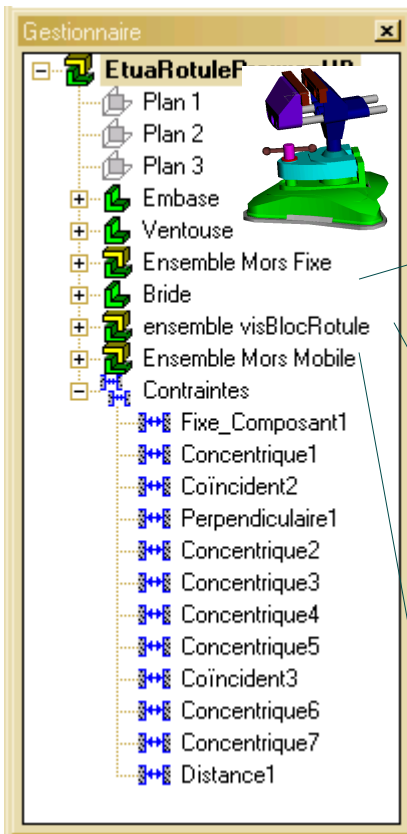 Gestionnaire
Plan 1
Plan 2
Plan 3
Embase
Ventouse
Ensemble Mors Fixe
Bride
ensemble visBlocRotule
Ensemble Mors Mobile
Contraintes
Fixe_Composant1
Concentrique1
Coïncident2
Perpendiculaire1
Concentrique2
Concentrique3
Concentrique4
Concentrique5
Coïncident3
Concentrique6
Concentrique7
Distance1